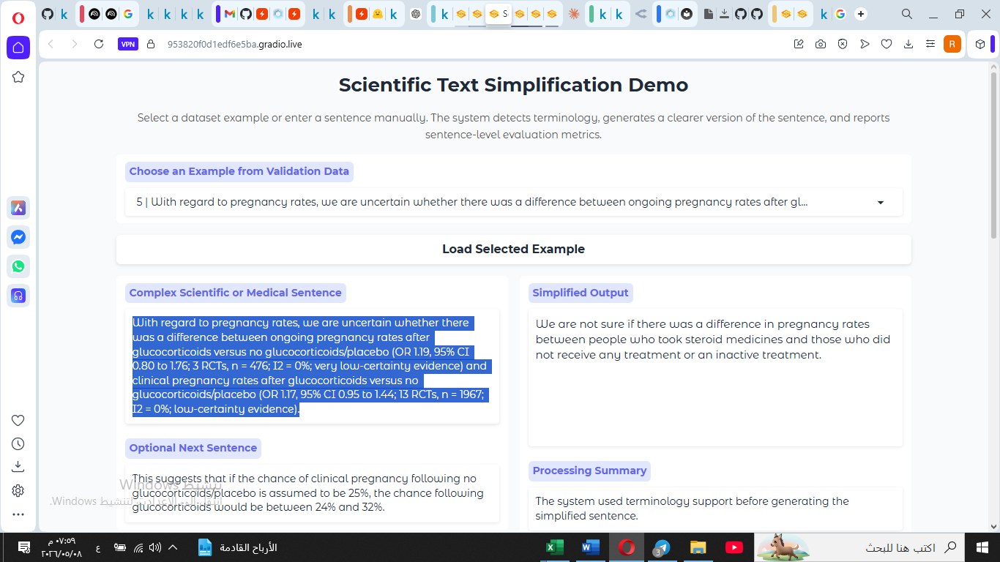 VPN
953820f0d1edf6e5ba.gradio.live
R
Scientific Text Simplification Demo
Select a dataset example or enter a sentence manually. The system detects terminology, generates a clearer version of the sentence, and reports
sentence-level evaluation metrics.
Choose an Example from Validation Data
5 | With regard to pregnancy rates, we are uncertain whether there was a difference between ongoing pregnancy rates after gl...
Load Selected Example
Complex Scientific or Medical Sentence
With regard to pregnancy rates, we are uncertain whether there
was a difference between ongoing pregnancy rates after
glucocorticoids versus no glucocorticoids/placebo (OR 1.19, 95% CI
0.80 to 1.76; 3 RCTs, n = 476; I2 = 0%; very low-certainty evidence) and
clinical pregnancy rates after glucocorticoids versus no
glucocorticoids/placebo (OR 1.17, 95% CI 0.95 to 1.44; 13 RCTs, n = 1967;
I2 = 0%; low-certainty evidence).
Optional Next Sentence
This suggests that if the chance of clinical pregnancy following no
glucocorticoids/placebo is assumed to be 25%, the chance following
glucocorticoids would be between 24% and 32%.
Simplified Output
We are not sure if there was a difference in pregnancy rates
between people who took steroid medicines and those who did
not receive any treatment or an inactive treatment.
Processing Summary
The system used terminology support before generating the
simplified sentence.
تنشيط Windows
انتقل إلى الإعدادات لتنشيط Windows.
٠٧:٥٩ م
٢٠٢٦/٠٥/٠٨
ع
الأرباح القادمة
3
اكتب هنا للبحث